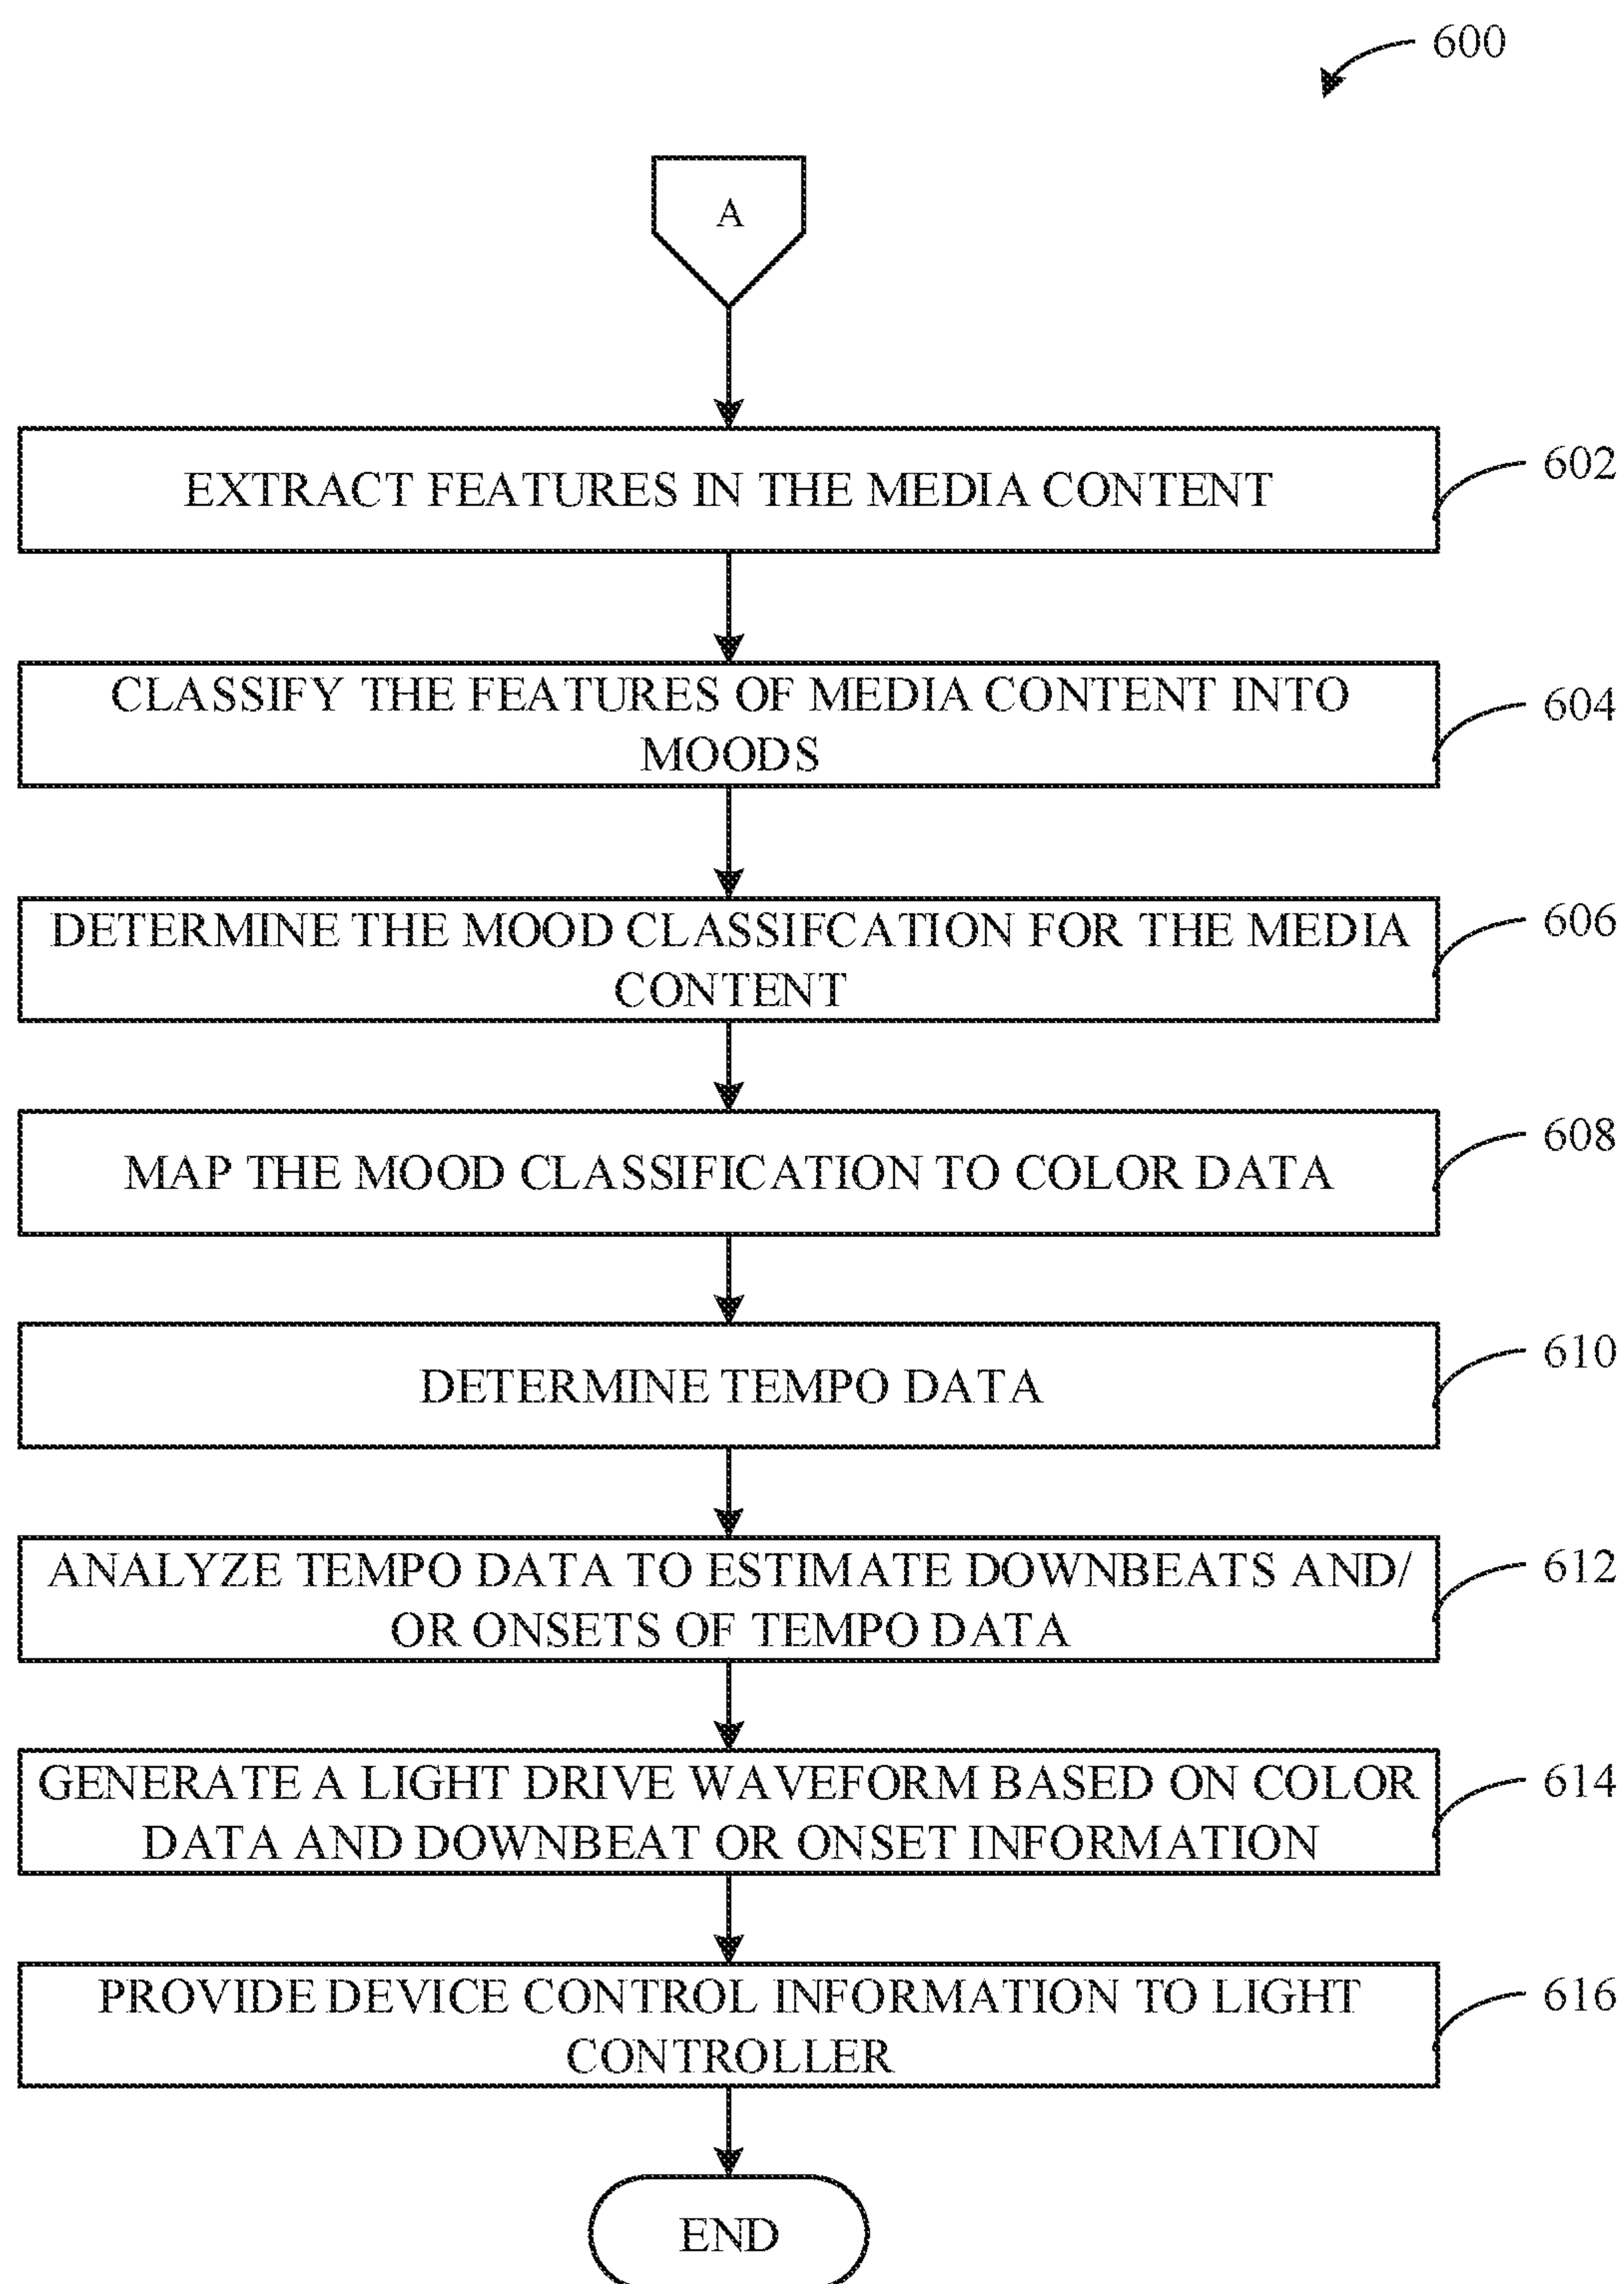 600
A
EXTRACT FEATURES IN THE MEDIA CONTENT
602
CLASSIFY THE FEATURES OF MEDIA CONTENT INTO
MOODS
604
DETERMINE THE MOOD CLASSIFCATION FOR THE MEDIA
CONTENT
606
MAP THE MOOD CLASSIFICATION TO COLOR DATA
608
DETERMINE TEMPO DATA
610
ANALYZE TEMPO DATA TO ESTIMATE DOWNBEATS AND/
OR ONSETS OF TEMPO DATA
612
GENERATE A LIGHT DRIVE WAVEFORM BASED ON COLOR
DATA AND DOWNBEAT OR ONSET INFORMATION
614
PROVIDE DEVICE CONTROL INFORMATION TO LIGHT
CONTROLLER
616
END